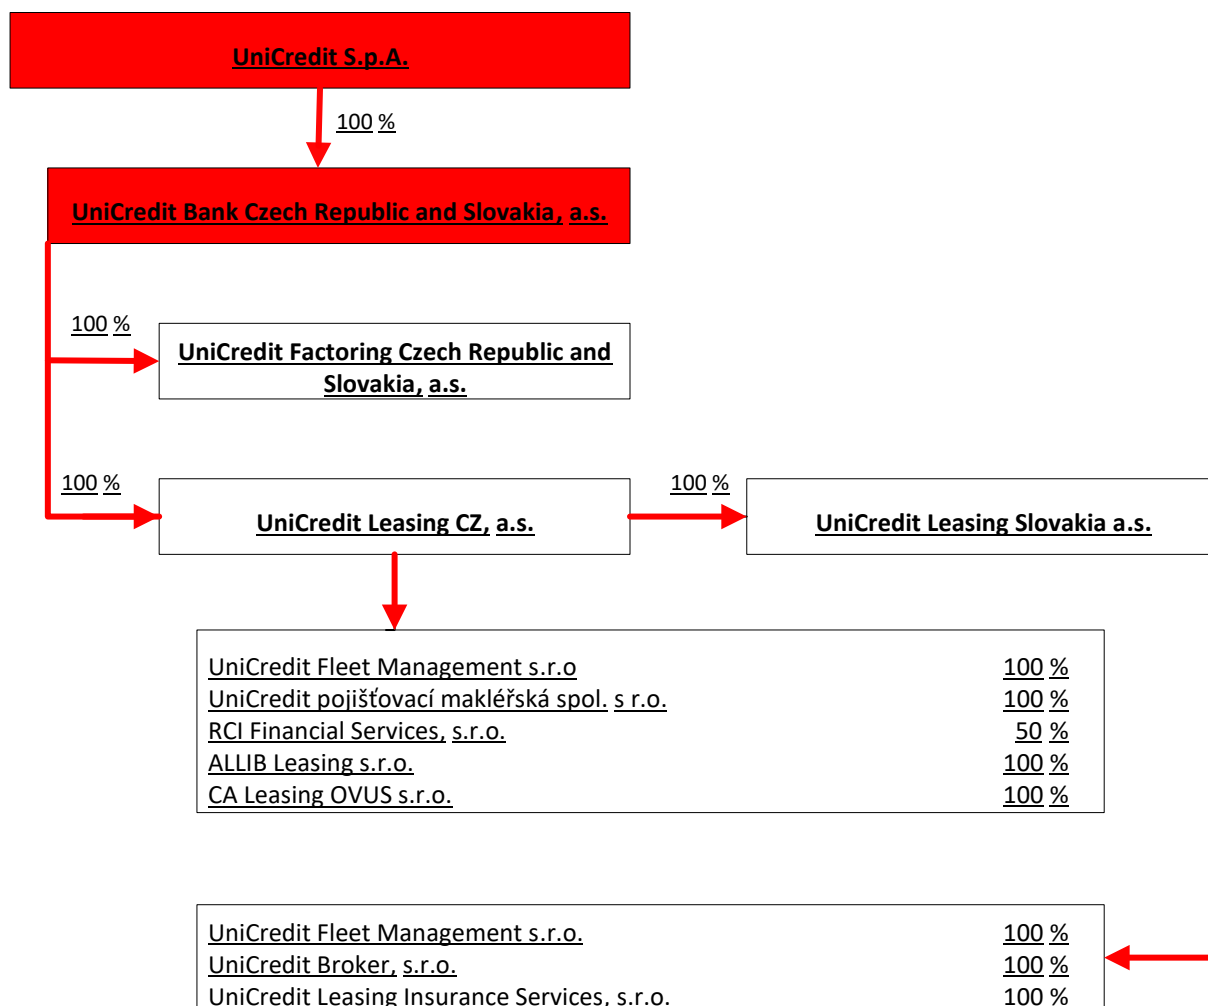 UniCredit S.p.A.
100 %
UniCredit Bank Czech Republic and Slovakia, a.s.
100 %
UniCredit Factoring Czech Republic and
Slovakia, a.s.
100 %
100 %
UniCredit Leasing CZ, a.s.
UniCredit Leasing Slovakia a.s.
UniCredit Fleet Management s.r.o 100 %
UniCredit pojišťovací makléřská spol. s r.o. 100 %
RCI Financial Services, s.r.o. 50 %
ALLIB Leasing s.r.o. 100 %
CA Leasing OVUS s.r.o. 100 %
UniCredit Fleet Management s.r.o. 100 %
UniCredit Broker, s.r.o. 100 %
UniCredit Leasing Insurance Services, s.r.o. 100 %